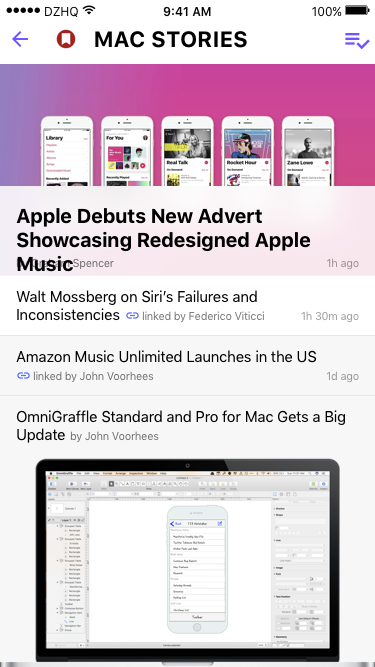 DZHQ 9:41 AM 100%
MAC STORIES
Library
For You
Real Talk
Rocket Hour
Zane Lowe
Apple Debuts New Advert
Showcasing Redesigned Apple
Music
Spencer 1h ago
Walt Mossberg on Siri's Failures and
Inconsistencies linked by Federico Viticci 1h 30m ago
Amazon Music Unlimited Launches in the US
linked by John Voorhees 1d ago
OmniGraffle Standard and Pro for Mac Gets a Big
Update by John Voorhees